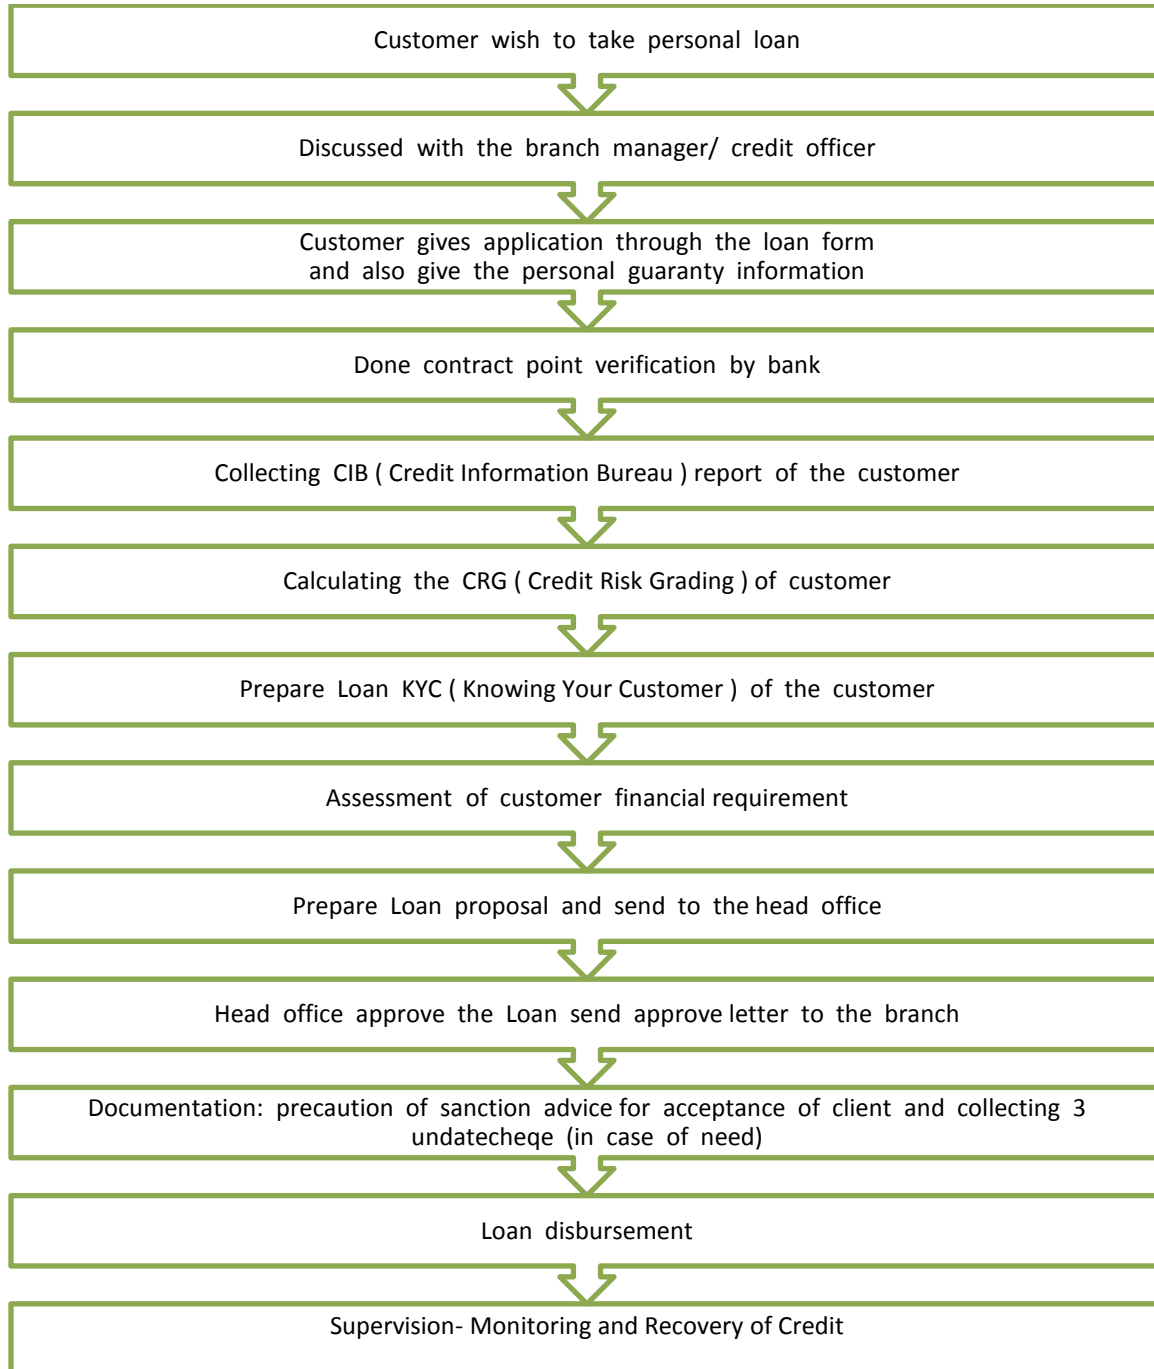 Customer wish to take personal loan
Discussed with the branch manager/ credit officer
Customer gives application through the loan form
and also give the personal guaranty information
Done contract point verification by bank
Collecting CIB ( Credit Information Bureau ) report of the customer
Calculating the CRG ( Credit Risk Grading ) of customer
Prepare Loan KYC ( Knowing Your Customer ) of the customer
Assessment of customer financial requirement
Prepare Loan proposal and send to the head office
Head office approve the Loan send approve letter to the branch
Documentation: precaution of sanction advice for acceptance of client and collecting 3
undatecheqe (in case of need)
Loan disbursement
Supervision- Monitoring and Recovery of Credit